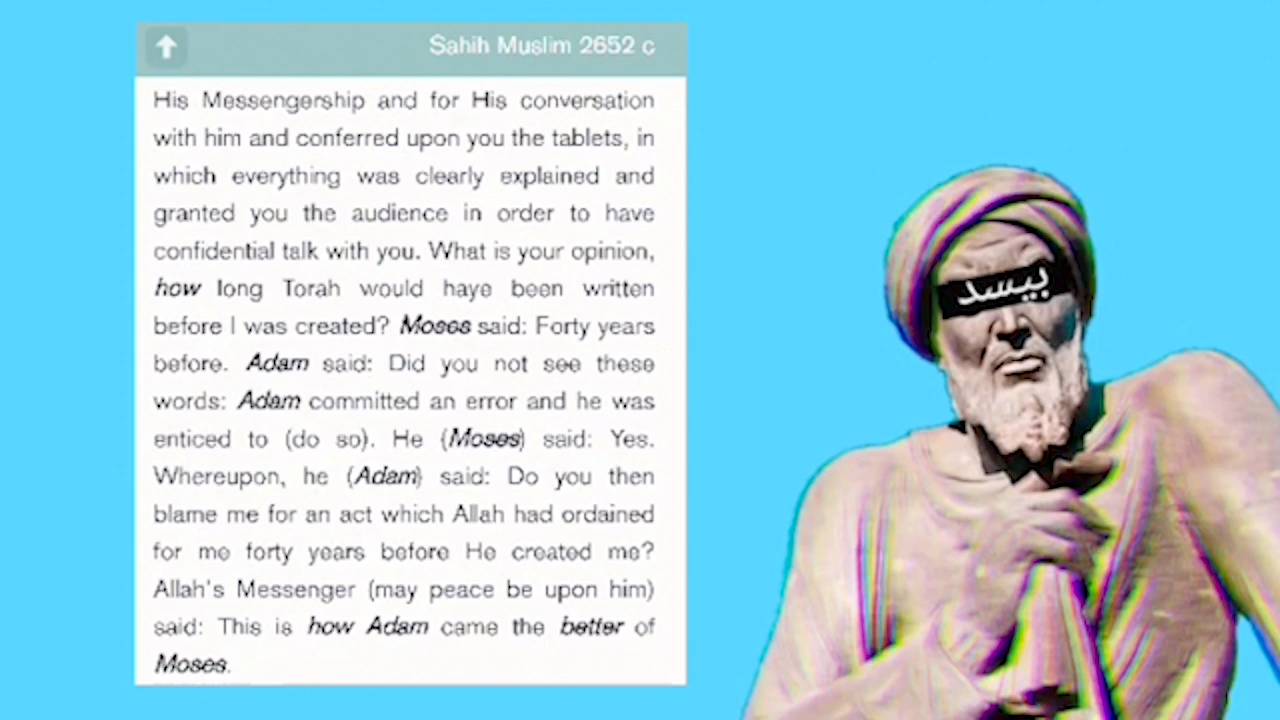 Sahih Muslim 2652 c
His Messengership and for His conversation
with him and conferred upon you the tablets, in
which everything was clearly explained and
granted you the audience in order to have
confidential talk with you. What is your opinion,
how long Torah would haye been written
before I was created? Moses said: Forty years
before. Adam said: Did you not see these
words: Adam committed an error and he was
enticed to (do so). He (Moses) said: Yes.
Whereupon, he (Adam) said: Do you then
blame me for an act which Allah had ordained
for me forty years before He created me?
Allah's Messenger (may peace be upon him)
said: This is how Adam came the better of
Moses.
بيسد